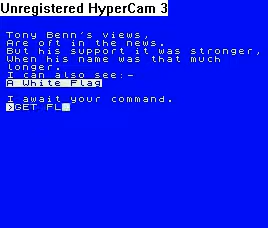 Unregistered HyperCam 3
Tony Benn's views,
Are oft in the news.
But his support it was stronger,
When his name was that much
longer.
I can also see:-
A White Flag
I await your command.
>GET FL